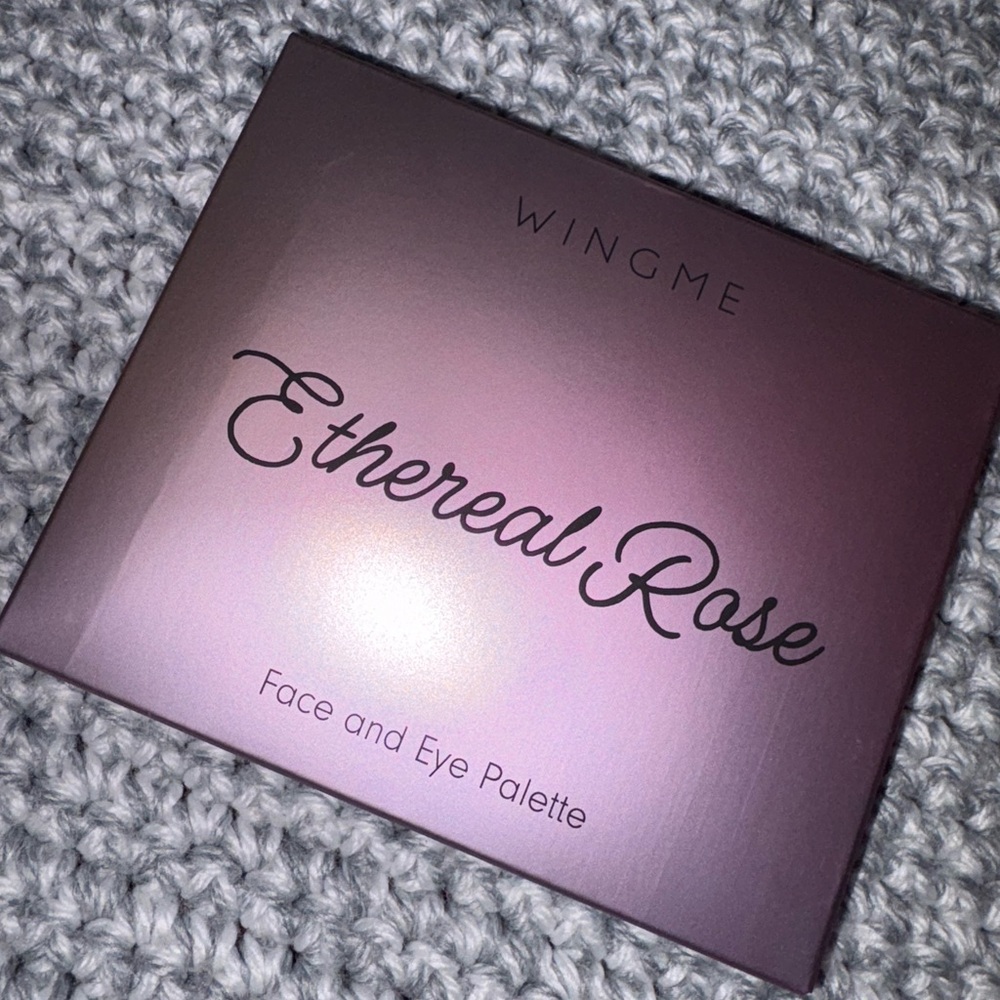 WINGME
Ethereal Rose
Face and Eye Palette